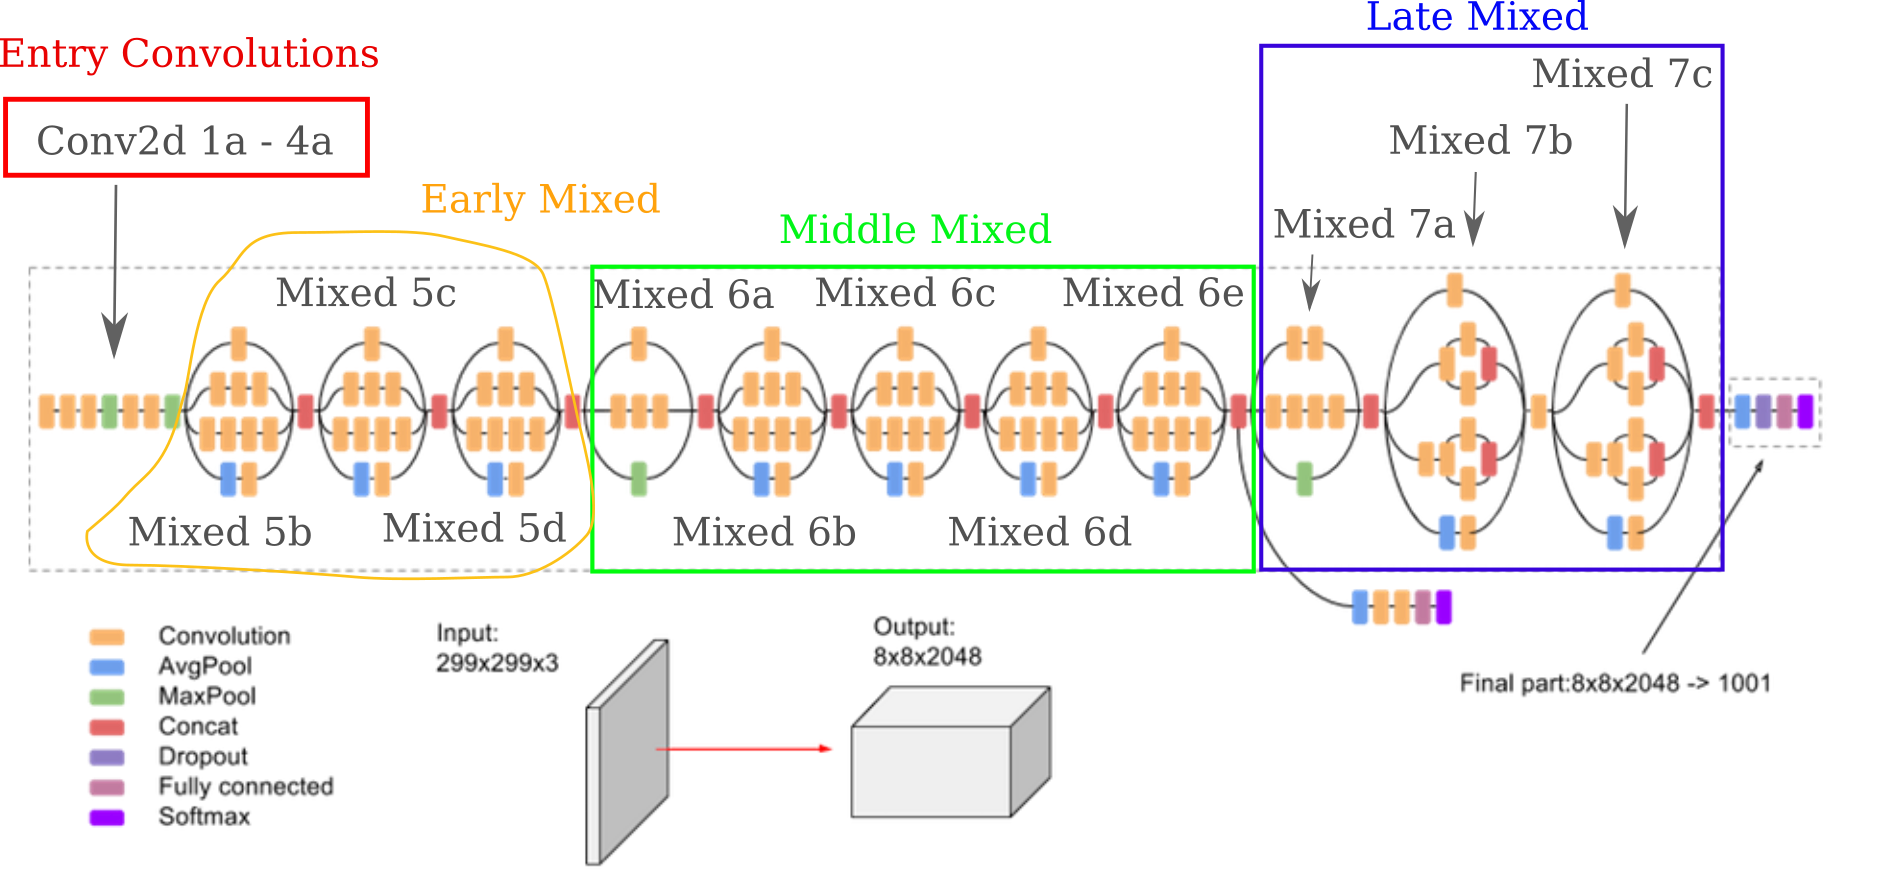 Late Mixed
Entry Convolutions
Mixed 7c
Conv2d 1a - 4a
Mixed 7b
Early Mixed
Middle Mixed
Mixed 7a
Mixed 5c
Mixed 6a
Mixed 6c
Mixed 6e
Mixed 5b
Mixed 5d
Mixed 6b
Mixed 6d
Convolution
AvgPool
MaxPool
Concat
Dropout
Fully connected
Softmax
Input:
299x299x3
Output:
8x8x2048
Final part:8x8x2048 -> 1001